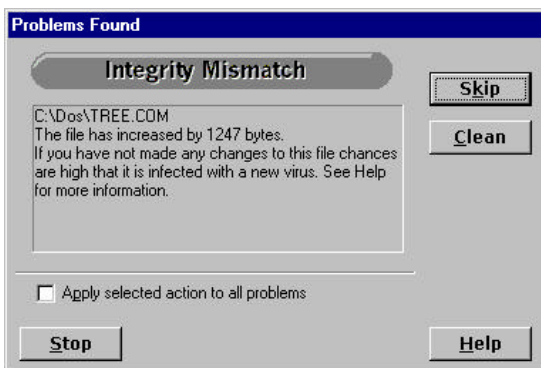 Problems Found
Integrity Mismatch
C:\Dos\TREE.COM
The file has increased by 1247 bytes.
If you have not made any changes to this file chances
are high that it is infected with a new virus. See Help
for more information.
Skip
Clean
Apply selected action to all problems
Stop
Help